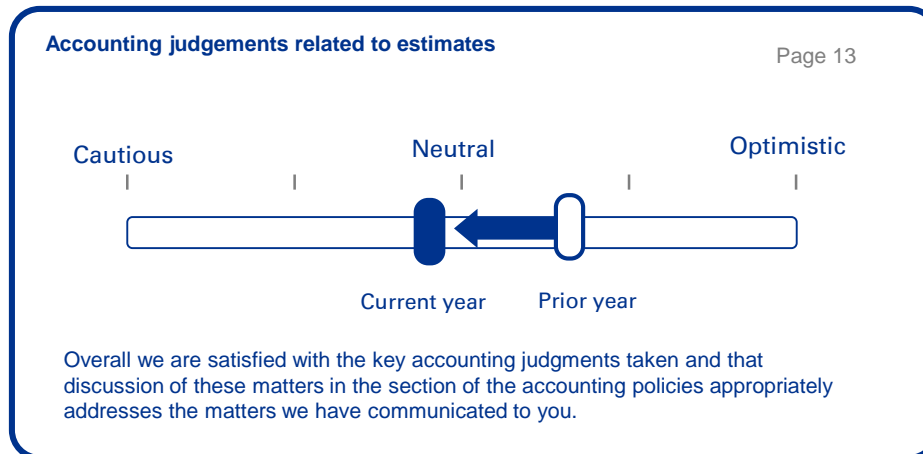 Accounting judgements related to estimates
Page 13
Cautious
Neutral
Optimistic
Current year
Prior year
Overall we are satisfied with the key accounting judgments taken and that
discussion of these matters in the section of the accounting policies appropriately
addresses the matters we have communicated to you.